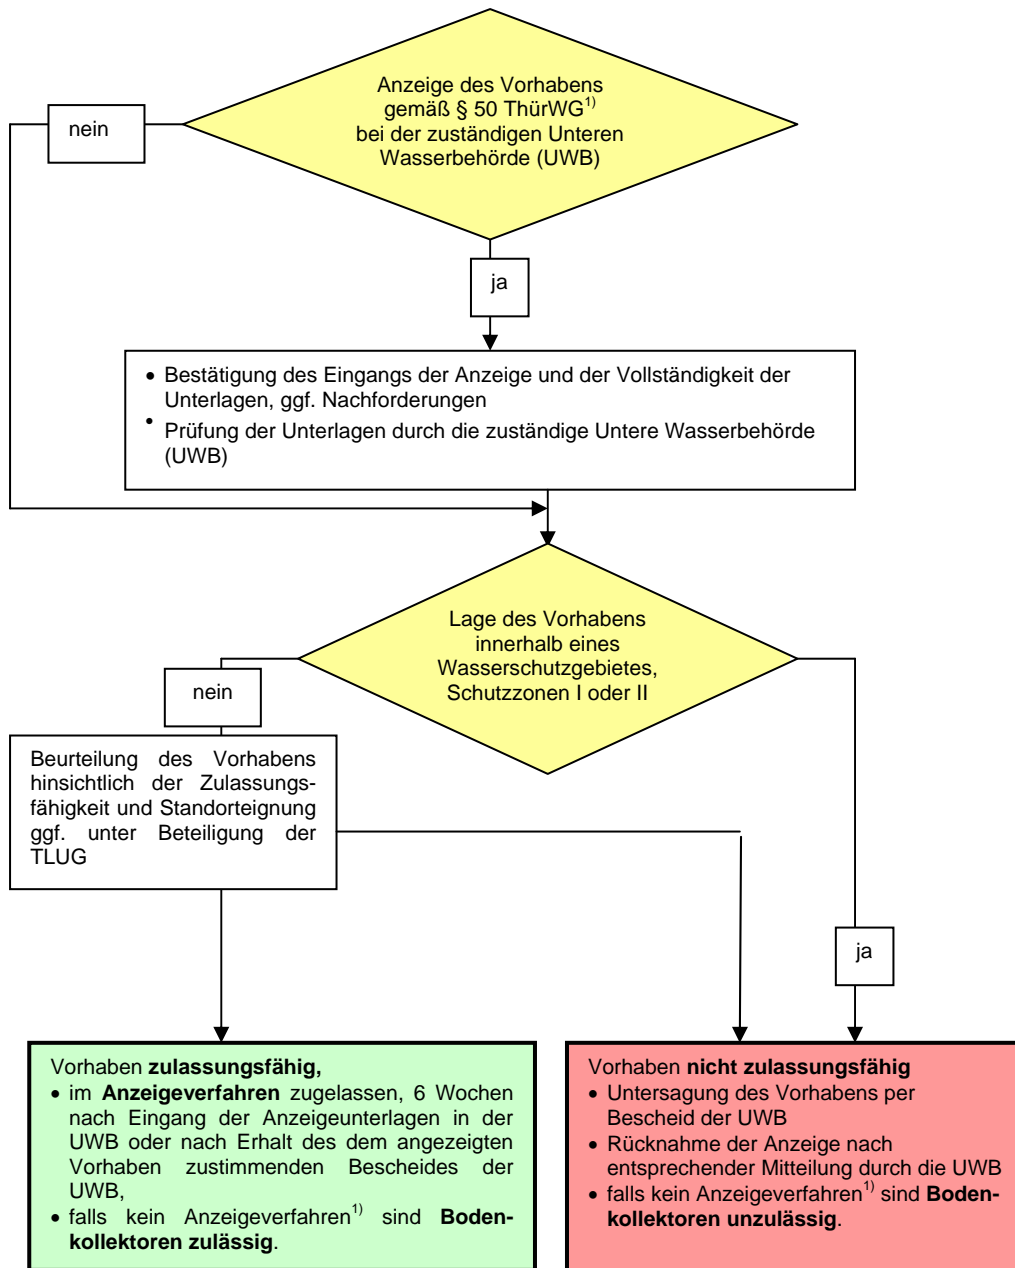 Anzeige des Vorhabens
gemäß § 50 ThürWG1)
bei der zuständigen Unteren
Wasserbehörde (UWB)
nein
ja
• Bestätigung des Eingangs der Anzeige und der Vollständigkeit der
Unterlagen, ggf. Nachforderungen
• Prüfung der Unterlagen durch die zuständige Untere Wasserbehörde
(UWB)
Lage des Vorhabens
innerhalb eines
Wasserschutzgebietes,
Schutzzonen I oder II
nein
Beurteilung des Vorhabens
hinsichtlich der Zulassungs-
fähigkeit und Standorteignung
ggf. unter Beteiligung der
TLUG
ja
Vorhaben zulassungsfähig,
• im Anzeigeverfahren zugelassen, 6 Wochen
nach Eingang der Anzeigeunterlagen in der
UWB oder nach Erhalt des dem angezeigten
Vorhaben zustimmenden Bescheides der
UWB,
• falls kein Anzeigeverfahren1) sind Boden-
kollektoren zulässig.
Vorhaben nicht zulassungsfähig
• Untersagung des Vorhabens per
Bescheid der UWB
• Rücknahme der Anzeige nach
entsprechender Mitteilung durch die UWB
• falls kein Anzeigeverfahren1) sind Boden-
kollektoren unzulässig.